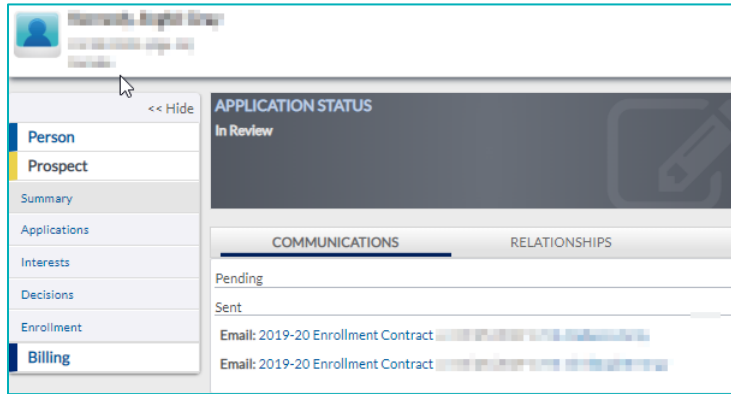 << Hide
Person
Prospect
Summary
Applications
Interests
Decisions
Enrollment
Billing
APPLICATION STATUS
In Review
COMMUNICATIONS
RELATIONSHIPS
Pending
Sent
Email: 2019-20 Enrollment Contract
Email: 2019-20 Enrollment Contract